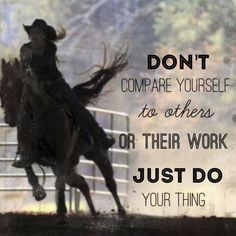 DON'T
COMPARE YOURSELF
to others
OR THEIR WORK
JUST DO
YOUR THING